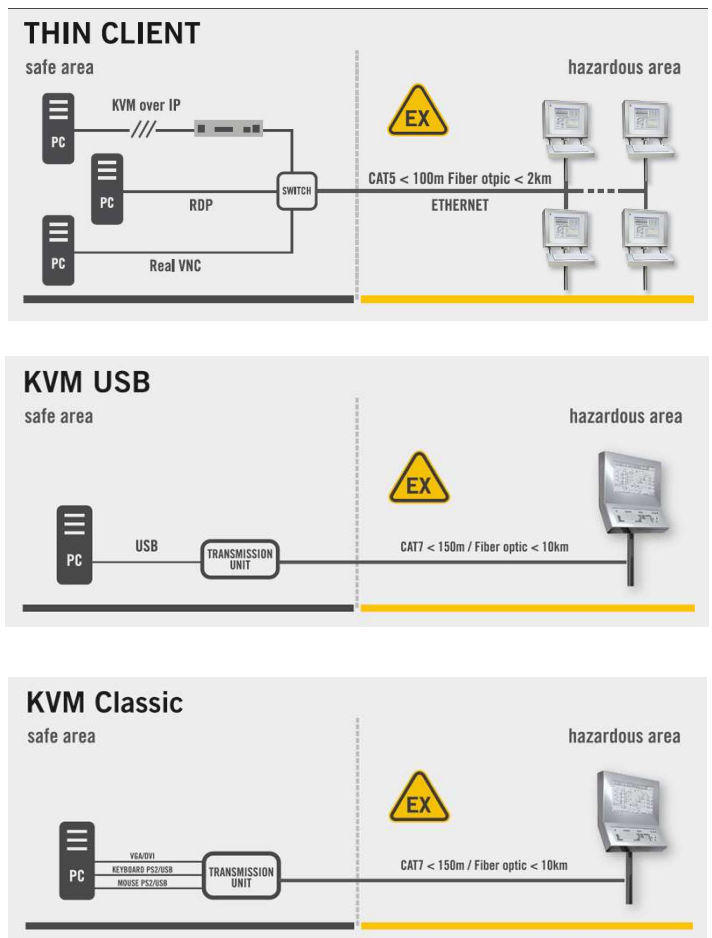 THIN CLIENT
safe area
hazardous area
KVM over IP
PC
EX
PC
RDP
SWITCH
CAT5 < 100m Fiber otpic < 2km
ETHERNET
PC
Real VNC
KVM USB
safe area
hazardous area
EX
PC
USB
TRANSMISSION
UNIT
CAT7 < 150m / Fiber optic < 10km
KVM Classic
safe area
hazardous area
EX
PC
VGA/DVI
KEYBOARD PS2/USB
MOUSE PS2/USB
TRANSMISSION
UNIT
CAT7 < 150m / Fiber optic < 10km